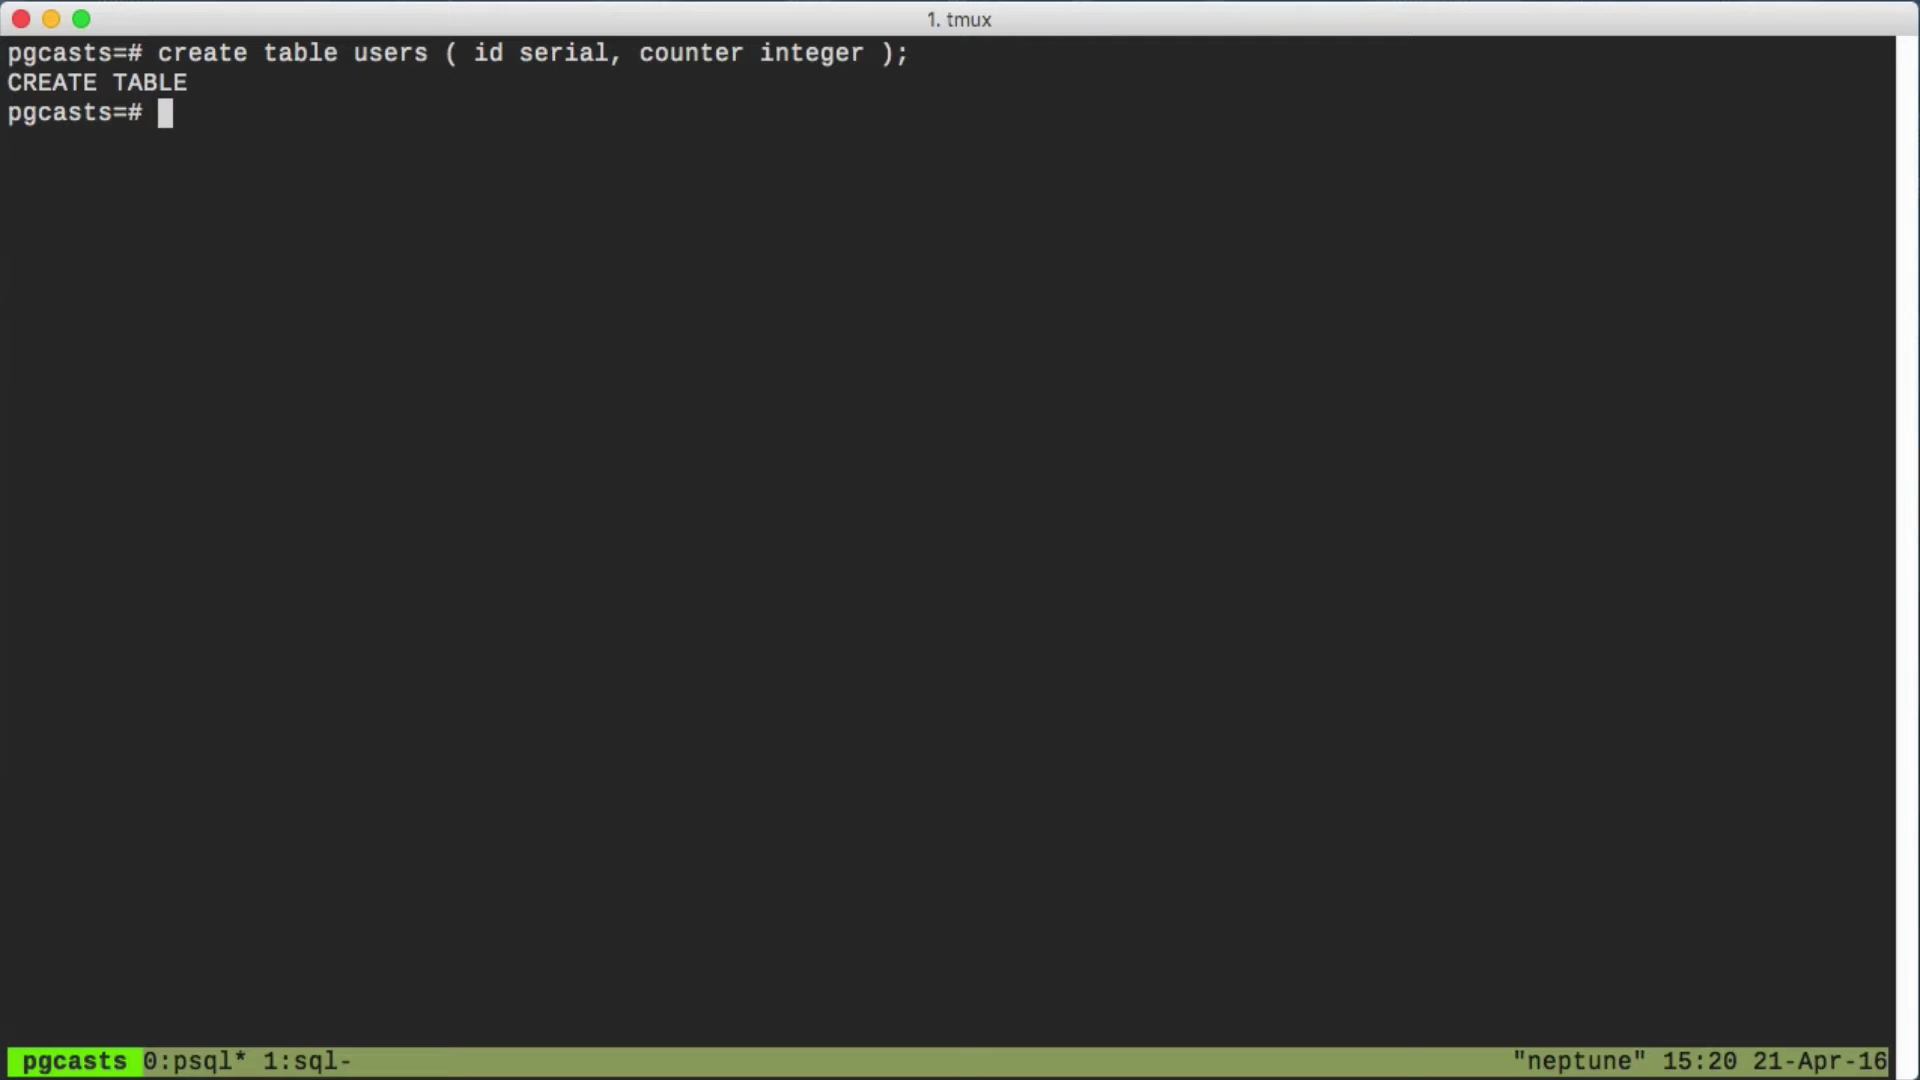 1. tmux
pgcasts=# create table users ( id serial, counter integer );
CREATE TABLE
pgcasts=#
pgcasts 0:psql* 1:sql- "neptune" 15:20 21-Apr-16